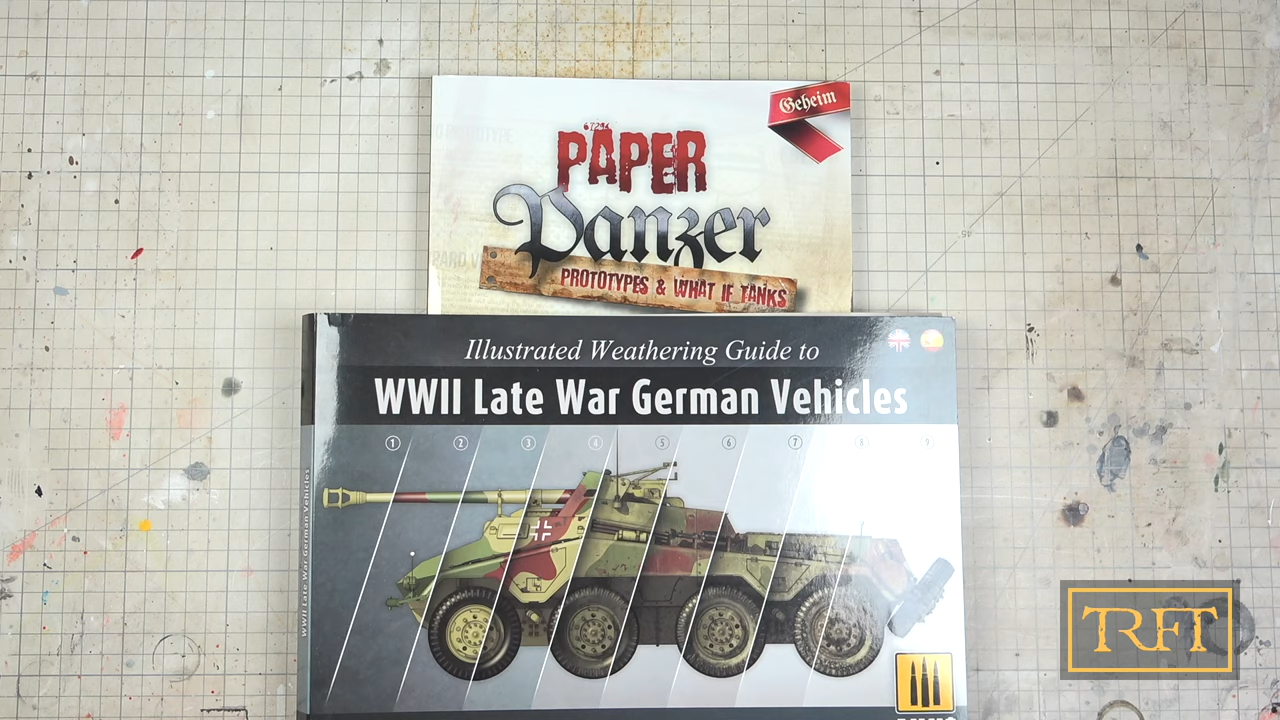 Geheim
PAPER
Panzer
PROTOTYPES & WHAT IF TANKS
Illustrated Weathering Guide to
WWII Late War German Vehicles
1 2 3 4 5 6 7 8 9
WWII Late War German Vehicles
45
TRFT